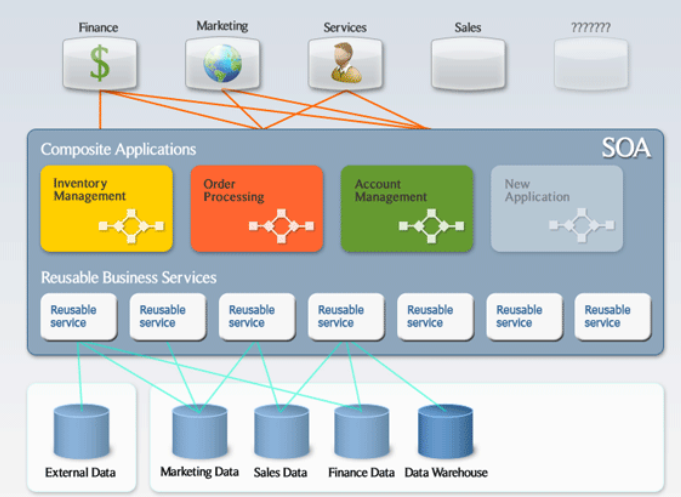 Finance
Marketing
Services
Sales
???????
$
Composite Applications
SOA
Inventory
Management
Order
Processing
Account
Management
New
Application
Reusable Business Services
Reusable
service
Reusable
service
Reusable
service
Reusable
service
Reusable
service
Reusable
service
Reusable
service
External Data
Marketing Data
Sales Data
Finance Data
Data Warehouse